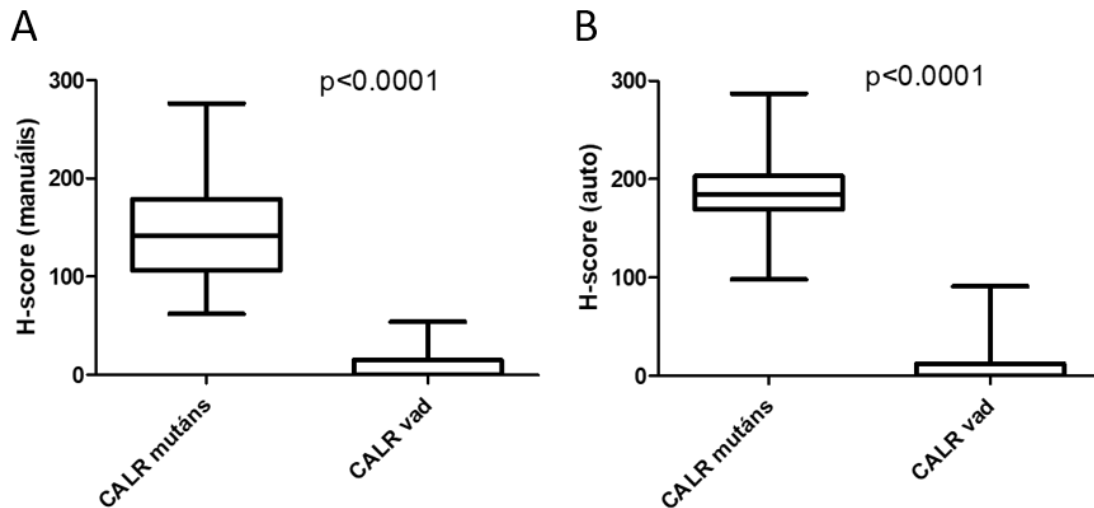 A
H-score (manuális)
300
200
100
0
p<0.0001
CALR mutáns
CALR vad
B
H-score (auto)
300
200
100
0
p<0.0001
CALR mutáns
CALR vad